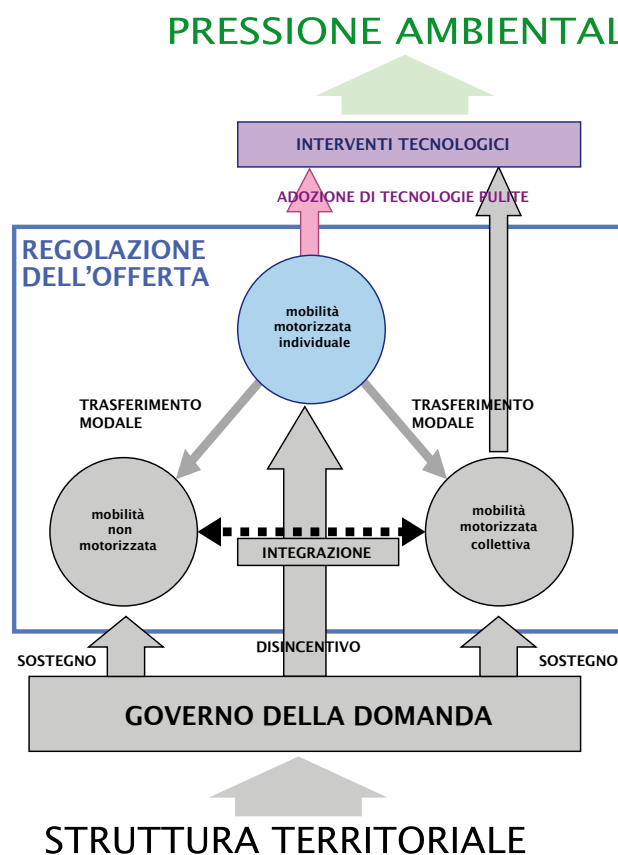 PRESSIONE AMBIENTAL
INTERVENTI TECNOLOGICI
ADOZIONE DI TECNOLOGIE PULITE
REGOLAZIONE
DELL’OFFERTA
mobilità
motorizzata
individuale
TRASFERIMENTO
MODALE
TRASFERIMENTO
MODALE
mobilità
non
motorizzata
mobilità
motorizzata
collettiva
INTEGRAZIONE
SOSTEGNO
DISINCENTIVO
SOSTEGNO
GOVERNO DELLA DOMANDA
STRUTTURA TERRITORIALE